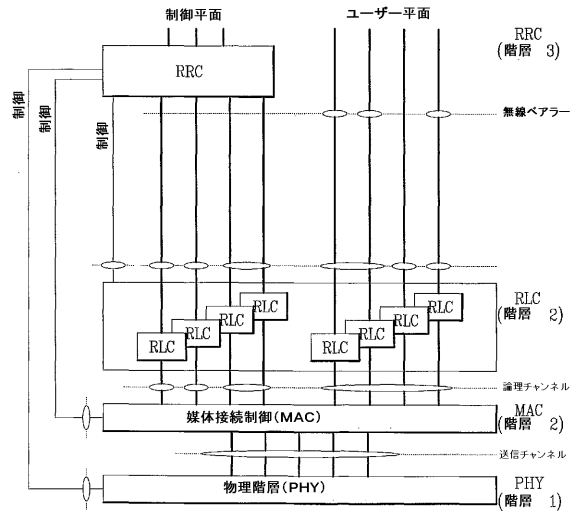 制御平面
ユーザー平面
RRC
RRC
(階層 3)
制御
制御
制御
無線ベアラー
RLC
RLC
RLC
RLC
RLC
RLC
RLC
RLC
RLC
(階層 2)
論理チャンネル
媒体接続制御(MAC)
MAC
(階層 2)
送信チャンネル
物理階層(PHY)
PHY
(階層 1)